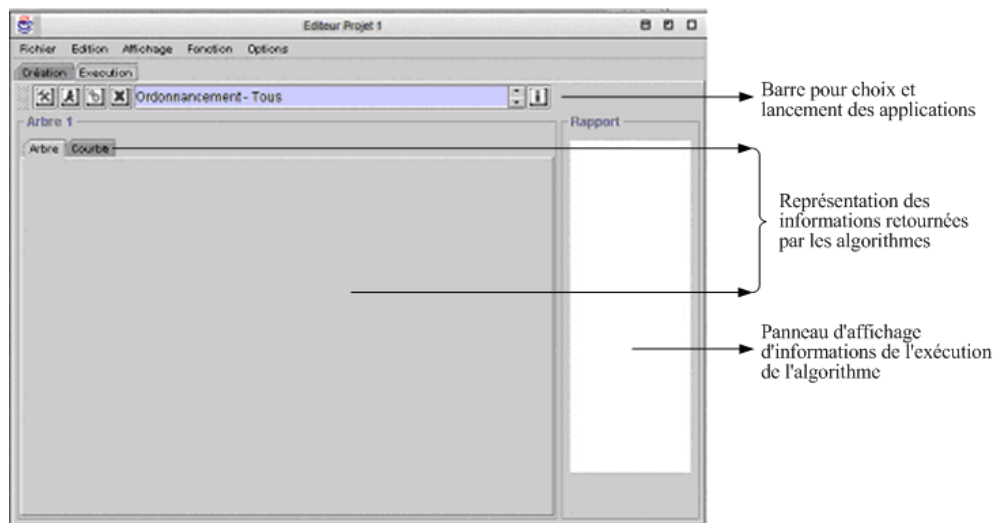 Editeur Projet 1
Fichier Edition Affichage Fonction Options
Création Execution
Ordonnancement - Tous
Barre pour choix et
lancement des applications
Arbre 1
Rapport
Arbre Courbe
Représentation des
informations retournées
par les algorithmes
Panneau d'affichage
d'informations de l'exécution
de l'algorithme